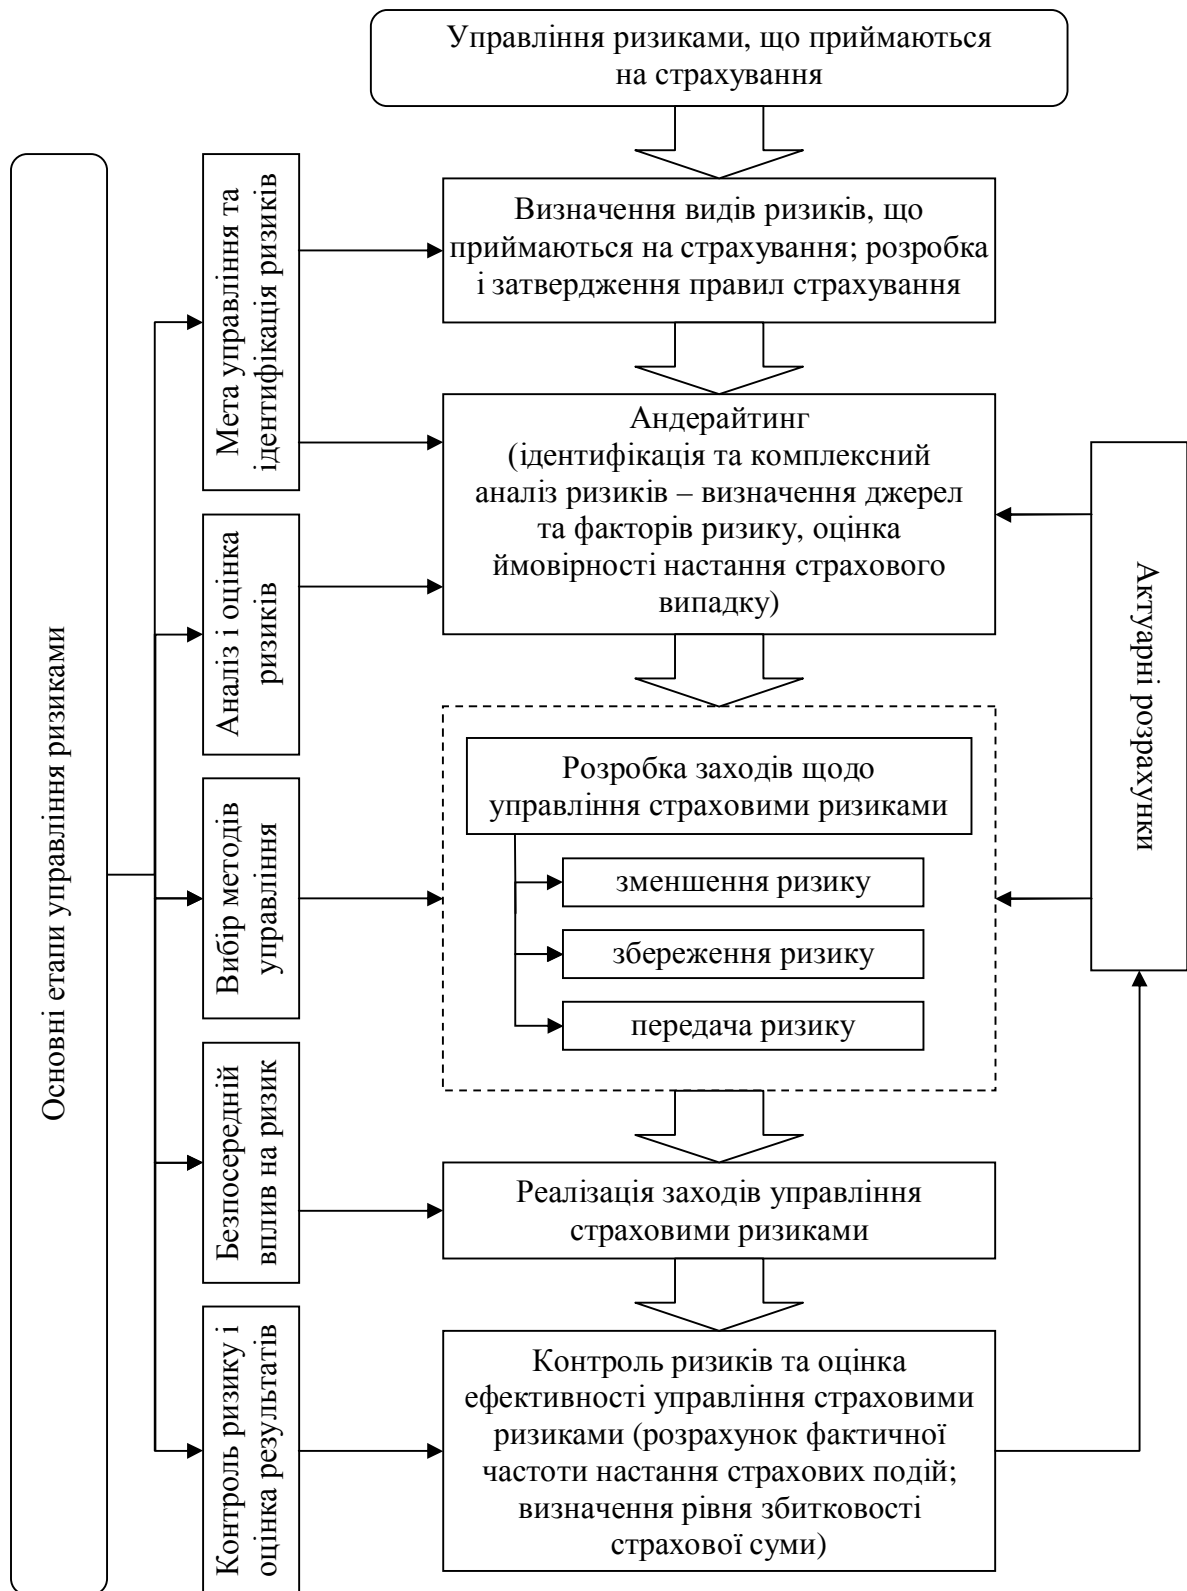 Управління ризиками, що приймаються
на страхування
Основні етапи управління ризиками
Мета управління та
ідентифікація ризиків
Визначення видів ризиків, що
приймаються на страхування; розробка
і затвердження правил страхування
Андерайтинг
(ідентифікація та комплексний
аналіз ризиків – визначення джерел
та факторів ризику, оцінка
ймовірності настання страхового
випадку)
Аналіз і оцінка
ризиків
Актуарні розрахунки
Вибір методів
управління
Розробка заходів щодо
управління страховими ризиками
зменшення ризику
збереження ризику
передача ризику
Безпосередній
вплив на ризик
Реалізація заходів управління
страховими ризиками
Контроль ризику і
оцінка результатів
Контроль ризиків та оцінка
ефективності управління страховими
ризиками (розрахунок фактичної
частоти настання страхових подій;
визначення рівня збитковості
страхової суми)